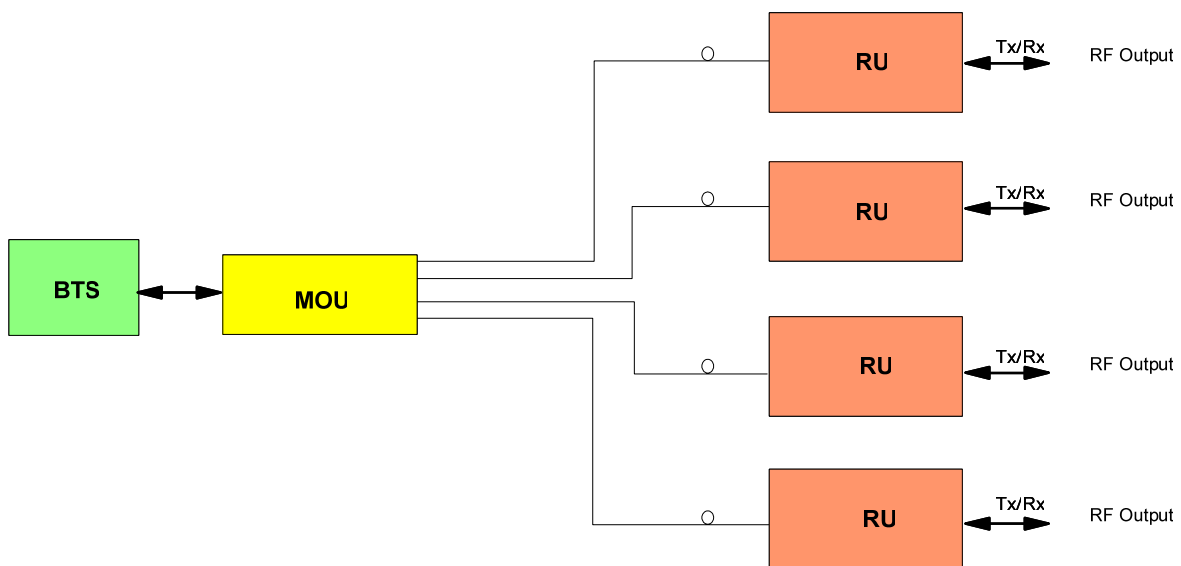 RU
Tx/Rx
RF Output
RU
Tx/Rx
RF Output
BTS
MOU
RU
Tx/Rx
RF Output
RU
Tx/Rx
RF Output